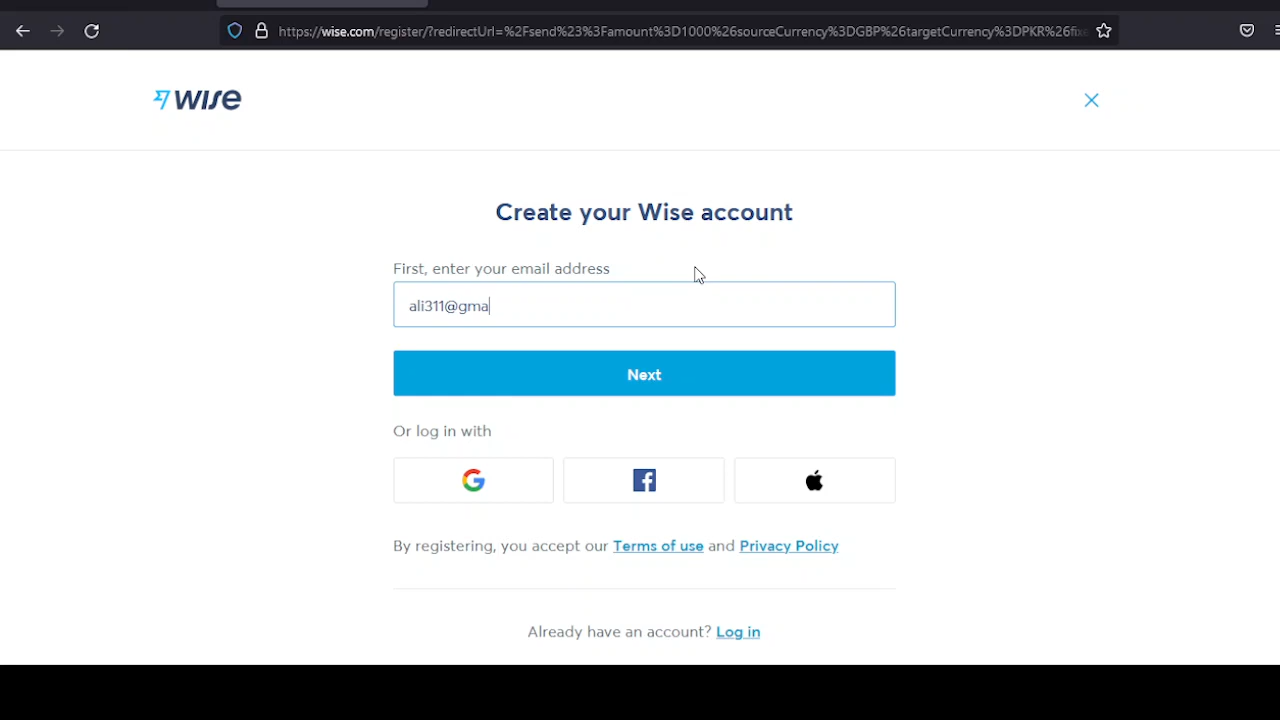 https://wise.com/register/?redirectUrl=%2Fsend%23%3Famount%3D1000%26sourceCurrency%3DGBP%26targetCurrency%3DPKR%26fixe
wise
Create your Wise account
First, enter your email address
ali311@gma
Next
Or log in with
By registering, you accept our Terms of use and Privacy Policy
Already have an account? Log in